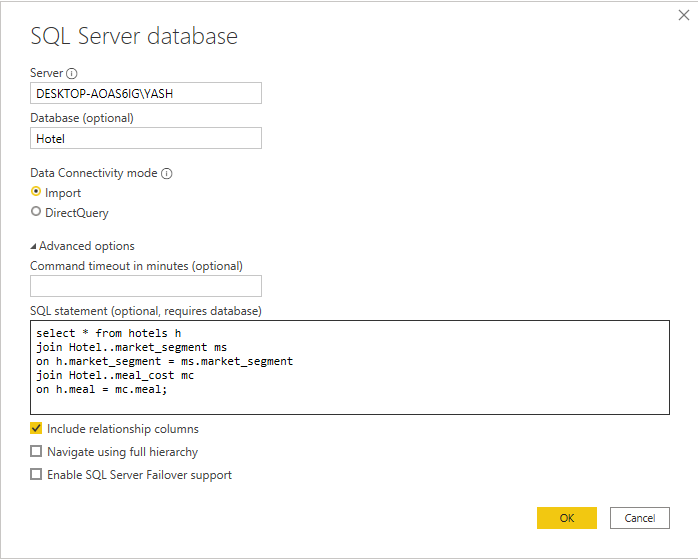 SQL Server database
Server
DESKTOP-AOAS6IG\YASH
Database (optional)
Hotel
Data Connectivity mode
Import
DirectQuery
Advanced options
Command timeout in minutes (optional)
SQL statement (optional, requires database)
select * from hotels h
join Hotel..market_segment ms
on h.market_segment = ms.market_segment
join Hotel..meal_cost mc
on h.meal = mc.meal;
Include relationship columns
Navigate using full hierarchy
Enable SQL Server Failover support
OK Cancel